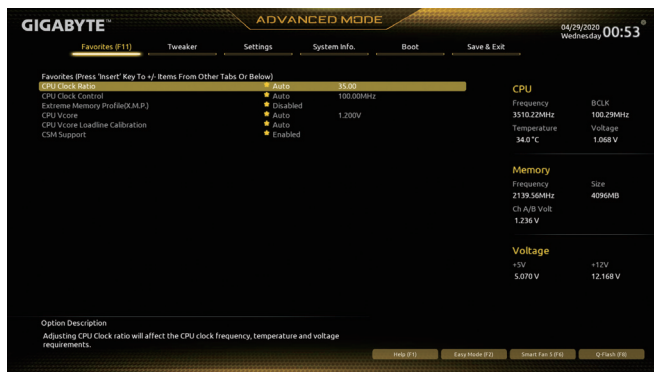 GIGABYTE™
ADVANCED MODE
04/29/2020 Wednesday 00:53
Favorites (F11) Tweaker Settings System Info. Boot Save & Exit
Favorites (Press 'Insert' Key To +/- Items From Other Tabs Or Below)
CPU Clock Ratio Auto 35.00
CPU Clock Control Auto 100.00MHz
Extreme Memory Profile(X.M.P.) Disabled
CPU Vcore Auto 1.200V
CPU Vcore Loadline Calibration Auto
CSM Support Enabled
CPU
Frequency BCLK
3510.22MHz 100.29MHz
Temperature Voltage
34.0 °C 1.068 V
Memory
Frequency Size
2139.56MHz 4096MB
Ch A/B Volt
1.236 V
Voltage
+5V +12V
5.070 V 12.168 V
Option Description
Adjusting CPU Clock ratio will affect the CPU clock frequency, temperature and voltage
requirements.
Help (F1) Easy Mode (F2) Smart Fan 5 (F6) Q-Flash (F8)